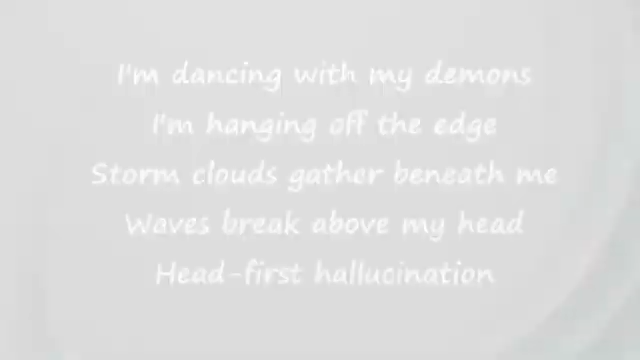 I'm dancing with my demons
I'm hanging off the edge
Storm clouds gather beneath me
Waves break above my head
Head-first hallucination